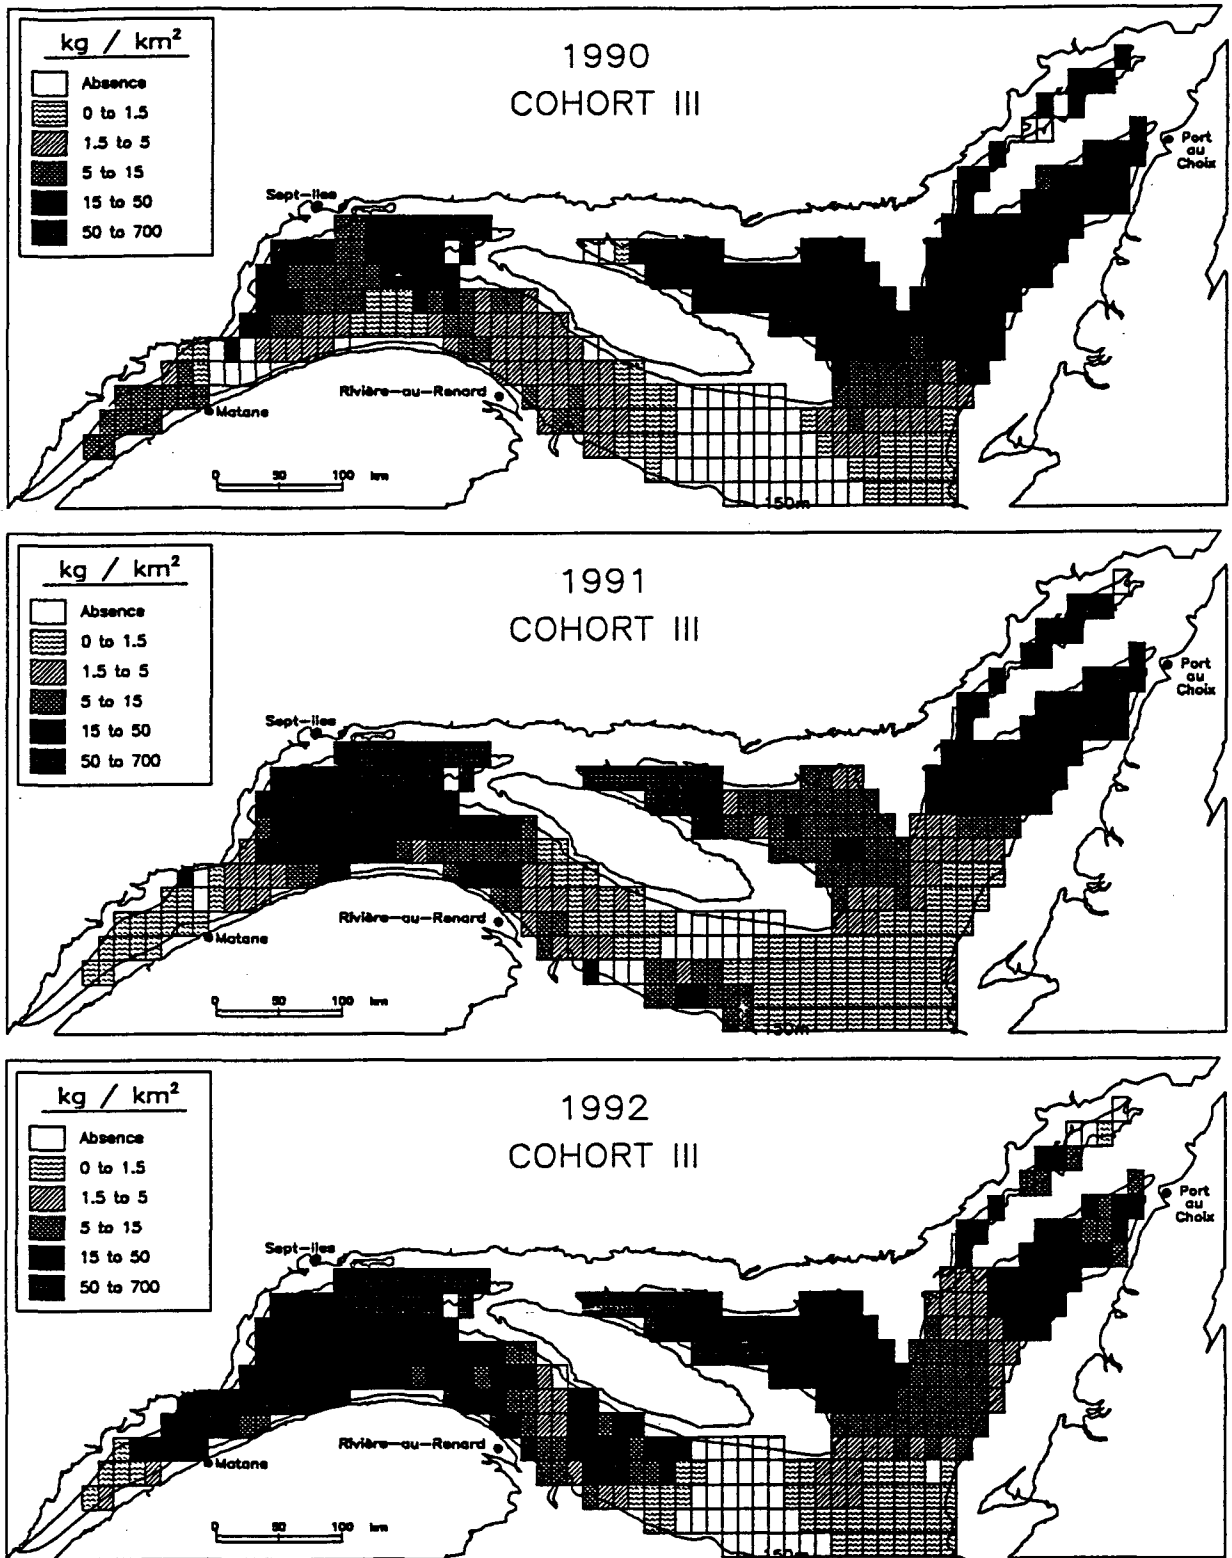 kg / km²
Absence
0 to 1.5
1.5 to 5
5 to 15
15 to 50
50 to 700
1990
COHORT III
Sept-Iles
Port
au
Choix
Rivière-au-Renard
Matane
0 50 100 km
150m
kg / km²
Absence
0 to 1.5
1.5 to 5
5 to 15
15 to 50
50 to 700
1991
COHORT III
Sept-Iles
Port
au
Choix
Rivière-au-Renard
Matane
0 50 100 km
150m
kg / km²
Absence
0 to 1.5
1.5 to 5
5 to 15
15 to 50
50 to 700
1992
COHORT III
Sept-Iles
Port
au
Choix
Rivière-au-Renard
Matane
0 50 100 km
150m